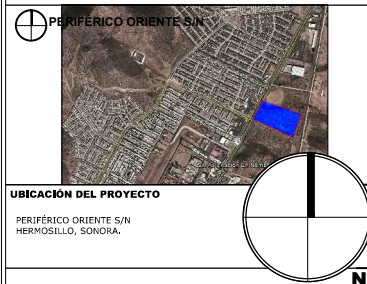 PERIFÉRICO ORIENTE S/N
UBICACIÓN DEL PROYECTO
PERIFÉRICO ORIENTE S/N
HERMOSILLO, SONORA.
N